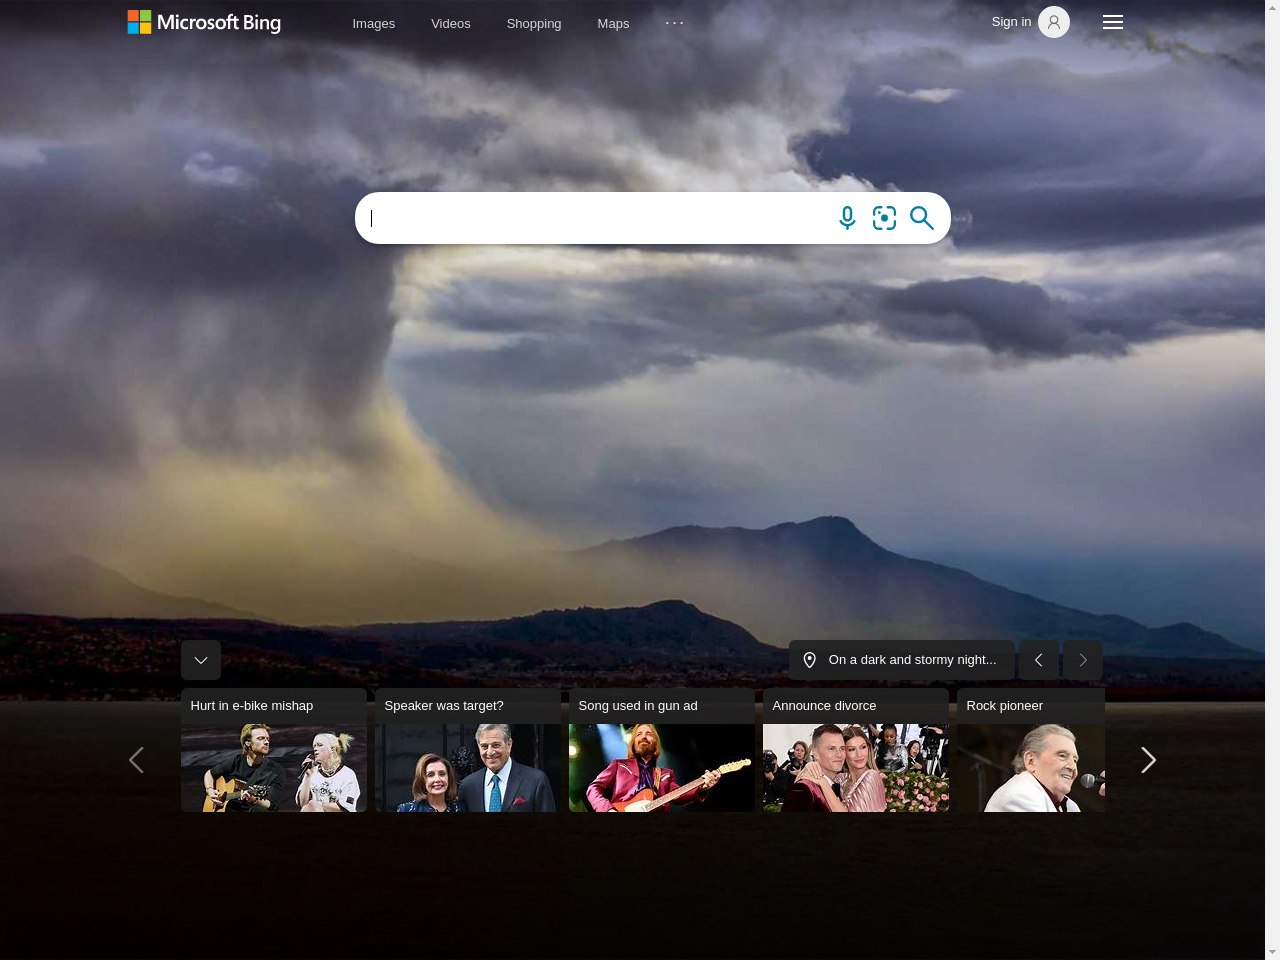 Microsoft Bing
Images Videos Shopping Maps ...
Sign in
On a dark and stormy night...
Hurt in e-bike mishap
Speaker was target?
Song used in gun ad
Announce divorce
Rock pioneer